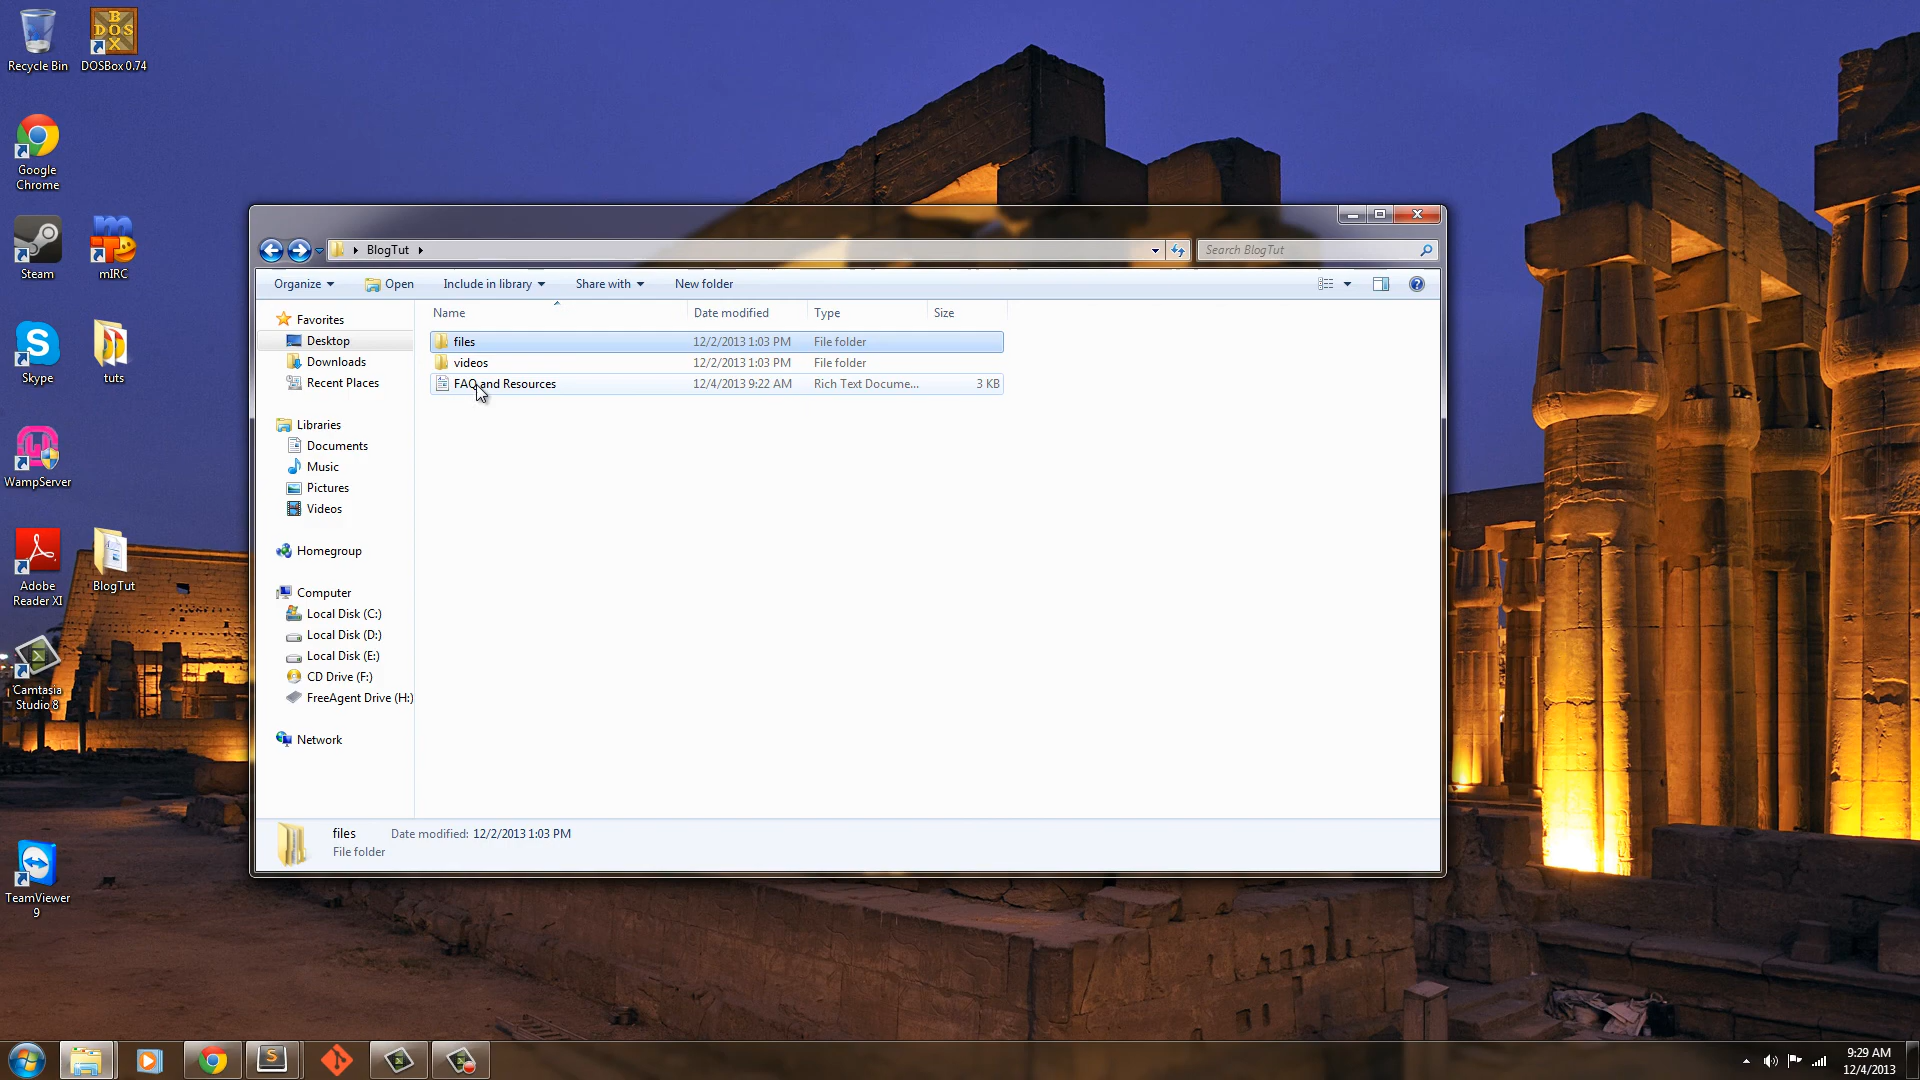 Recycle Bin
DOSBox 0.74
Google
Chrome
Steam
mIRC
Skype
tuts
WampServer
Adobe
Reader XI
BlogTut
Camtasia
Studio 8
TeamViewer
9
BlogTut
Search BlogTut
Organize
Open
Include in library
Share with
New folder
Favorites
Desktop
Downloads
Recent Places
Libraries
Documents
Music
Pictures
Videos
Homegroup
Computer
Local Disk (C:)
Local Disk (D:)
Local Disk (E:)
CD Drive (F:)
FreeAgent Drive (H:)
Network
Name Date modified Type Size
files 12/2/2013 1:03 PM File folder
videos 12/2/2013 1:03 PM File folder
FAQ and Resources 12/4/2013 9:22 AM Rich Text Docume... 3 KB
files Date modified: 12/2/2013 1:03 PM
File folder
9:29 AM
12/4/2013